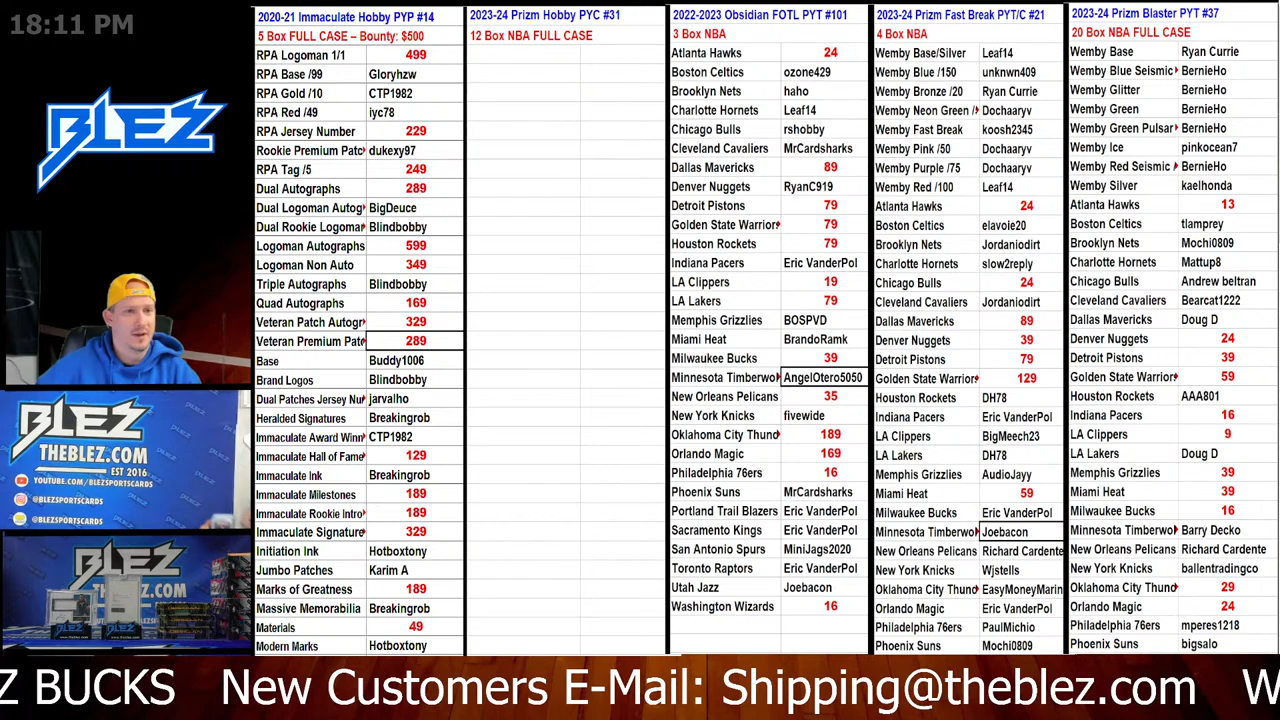 18:11 PM
BLEZ
BLEZ
THEBLEZ.COM
EST 2016
YOUTUBE.COM/BLEZSPORTSCARDS
@BLEZSPORTSCARDS
@BLEZSPORTSCARDS
BLEZ
2020-21 Immaculate Hobby PYP #14
5 Box FULL CASE – Bounty: $500
RPA Logoman 1/1 499
RPA Base /99 Gloryhzw
RPA Gold /10 CTP1982
RPA Red /49 iyc78
RPA Jersey Number 229
Rookie Premium Patc dukexy97
RPA Tag /5 249
Dual Autographs 289
Dual Logoman Autog BigDeuce
Dual Rookie Logoma Blindbobby
Logoman Autographs 599
Logoman Non Auto 349
Triple Autographs Blindbobby
Quad Autographs 169
Veteran Patch Autogr 329
Veteran Premium Pat 289
Base Buddy1006
Brand Logos Blindbobby
Dual Patches Jersey Nu jarvalho
Heralded Signatures Breakingrob
Immaculate Award Winn CTP1982
Immaculate Hall of Fame 129
Immaculate Ink Breakingrob
Immaculate Milestones 189
Immaculate Rookie Intro 189
Immaculate Signature 329
Initiation Ink Hotboxtony
Jumbo Patches Karim A
Marks of Greatness 189
Massive Memorabilia Breakingrob
Materials 49
Modern Marks Hotboxtony
2023-24 Prizm Hobby PYC #31
12 Box NBA FULL CASE
2022-2023 Obsidian FOTL PYT #101
3 Box NBA
Atlanta Hawks 24
Boston Celtics ozone429
Brooklyn Nets haho
Charlotte Hornets Leaf14
Chicago Bulls rshobby
Cleveland Cavaliers MrCardsharks
Dallas Mavericks 89
Denver Nuggets RyanC919
Detroit Pistons 79
Golden State Warrior 79
Houston Rockets 79
Indiana Pacers Eric VanderPol
LA Clippers 19
LA Lakers 79
Memphis Grizzlies BOSPVD
Miami Heat BrandoRamk
Milwaukee Bucks 39
Minnesota Timberwo AngelOtero5050
New Orleans Pelicans 35
New York Knicks fivewide
Oklahoma City Thund 189
Orlando Magic 169
Philadelphia 76ers 16
Phoenix Suns MrCardsharks
Portland Trail Blazers Eric VanderPol
Sacramento Kings Eric VanderPol
San Antonio Spurs MiniJags2020
Toronto Raptors Eric VanderPol
Utah Jazz Joebacon
Washington Wizards 16
2023-24 Prizm Fast Break PYT/C #21
4 Box NBA
Wemby Base/Silver Leaf14
Wemby Blue /150 unknwn409
Wemby Bronze /20 Ryan Currie
Wemby Neon Green / Dochaaryv
Wemby Fast Break koosh2345
Wemby Pink /50 Dochaaryv
Wemby Purple /75 Dochaaryv
Wemby Red /100 Leaf14
Atlanta Hawks 24
Boston Celtics elavoie20
Brooklyn Nets Jordaniodirt
Charlotte Hornets slow2reply
Chicago Bulls 24
Cleveland Cavaliers Jordaniodirt
Dallas Mavericks 89
Denver Nuggets 39
Detroit Pistons 79
Golden State Warrior 129
Houston Rockets DH78
Indiana Pacers Eric VanderPol
LA Clippers BigMeech23
LA Lakers DH78
Memphis Grizzlies AudioJayy
Miami Heat 59
Milwaukee Bucks Eric VanderPol
Minnesota Timberwo Joebacon
New Orleans Pelicans Richard Cardente
New York Knicks Wjstells
Oklahoma City Thund EasyMoneyMarin
Orlando Magic Eric VanderPol
Philadelphia 76ers PaulMichio
Phoenix Suns Mochi0809
2023-24 Prizm Blaster PYT #37
20 Box NBA FULL CASE
Wemby Base Ryan Currie
Wemby Blue Seismic BernieHo
Wemby Glitter BernieHo
Wemby Green BernieHo
Wemby Green Pulsar BernieHo
Wemby Ice pinkocean7
Wemby Red Seismic BernieHo
Wemby Silver kaelhonda
Atlanta Hawks 13
Boston Celtics tlamprey
Brooklyn Nets Mochi0809
Charlotte Hornets Mattup8
Chicago Bulls Andrew beltran
Cleveland Cavaliers Bearcat1222
Dallas Mavericks Doug D
Denver Nuggets 24
Detroit Pistons 39
Golden State Warrior 59
Houston Rockets AAA801
Indiana Pacers 16
LA Clippers 9
LA Lakers Doug D
Memphis Grizzlies 39
Miami Heat 39
Milwaukee Bucks 16
Minnesota Timberwo Barry Decko
New Orleans Pelicans Richard Cardente
New York Knicks ballentradingco
Oklahoma City Thund 29
Orlando Magic 24
Philadelphia 76ers mperes1218
Phoenix Suns bigsalo
Z BUCKS New Customers E-Mail: Shipping@theblez.com W